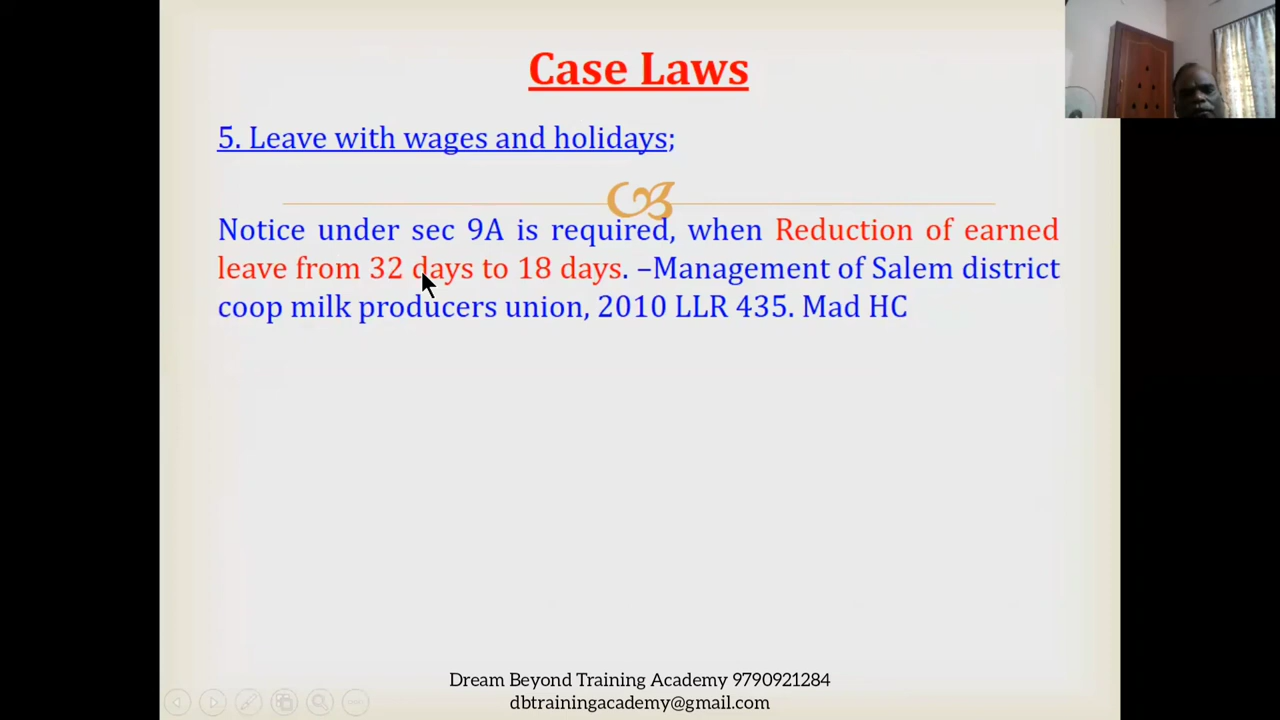 Case Laws
5. Leave with wages and holidays;
Notice under sec 9A is required, when Reduction of earned
leave from 32 days to 18 days. –Management of Salem district
coop milk producers union, 2010 LLR 435. Mad HC
Dream Beyond Training Academy 9790921284
dbtrainingacademy@gmail.com